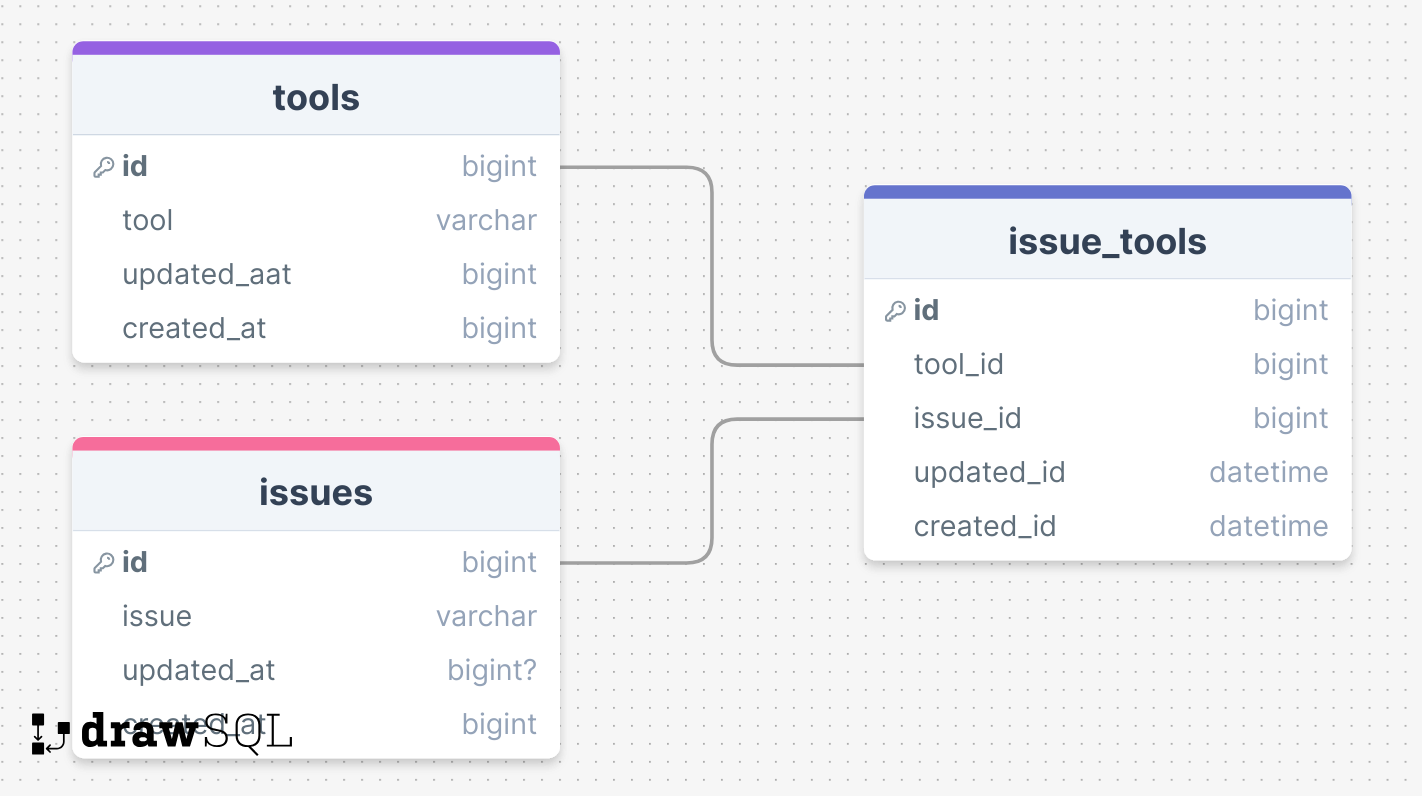 tools
id bigint
tool varchar
updated_aat bigint
created_at bigint
issue_tools
id bigint
tool_id bigint
issue_id bigint
updated_id datetime
created_id datetime
issues
id bigint
issue varchar
updated_at bigint?
created_at bigint
drawSQL